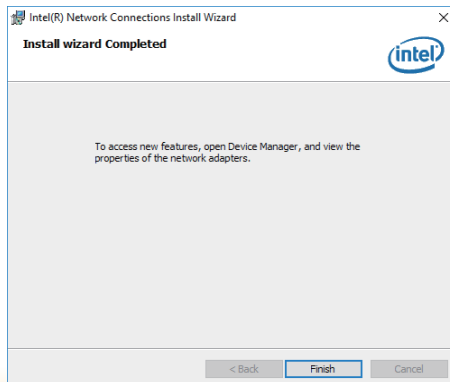 Intel(R) Network Connections Install Wizard
Install wizard Completed
intel
To access new features, open Device Manager, and view the
properties of the network adapters.
< Back
Finish
Cancel